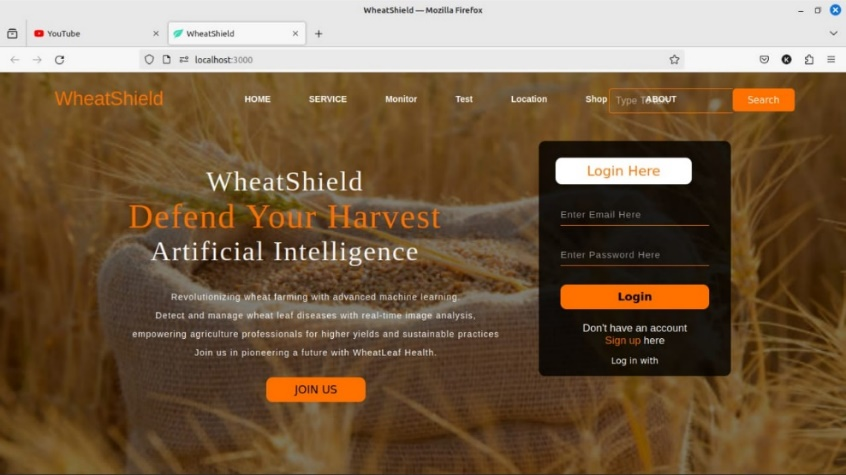 WheatShield — Mozilla Firefox
YouTube
WheatShield
localhost:3000
WheatShield
HOME SERVICE Monitor Test Location Shop ABOUT
Type To
Search
WheatShield
Defend Your Harvest
Artificial Intelligence
Revolutionizing wheat farming with advanced machine learning.
Detect and manage wheat leaf diseases with real-time image analysis,
empowering agriculture professionals for higher yields and sustainable practices
Join us in pioneering a future with WheatLeaf Health.
JOIN US
Login Here
Enter Email Here
Enter Password Here
Login
Don't have an account
Sign up here
Log in with